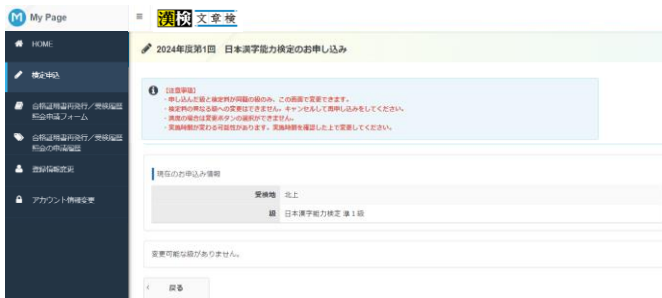 M My Page
≡ 漢検 文章検
HOME
2024年度第1回 日本漢字能力検定のお申し込み
検定申込
【注意事項】
・申し込んだ級と検定料が同額の級のみ、この画面で変更できます。
・検定料の異なる級への変更はできません。キャンセルして再申し込みをしてください。
・満席の場合は変更ボタンの選択ができません。
・実施時間が変わる可能性があります。実施時間を確認した上で変更してください。
合格証明書再発行/受検履歴
照会申請フォーム
合格証明書再発行/受検履歴
照会の申請履歴
登録情報変更
現在のお申込み情報
アカウント情報変更
受検地 北上
級 日本漢字能力検定 準1級
変更可能な級がありません。
‹ 戻る